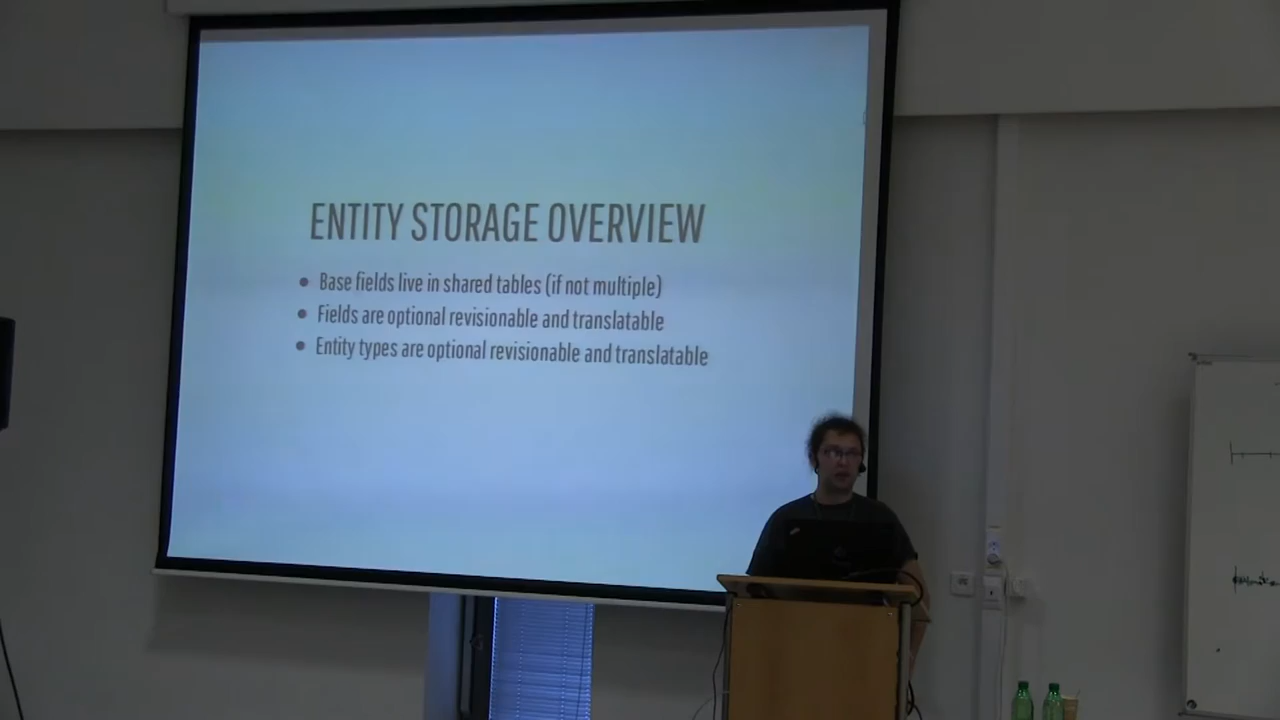 ENTITY STORAGE OVERVIEW
• Base fields live in shared tables (if not multiple)
• Fields are optional revisionable and translatable
• Entity types are optional revisionable and translatable